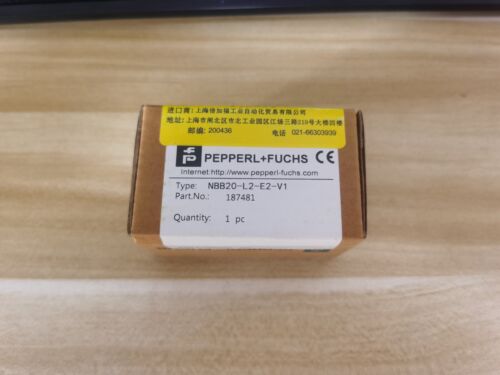 进口商: 上海倍加福工业自动化贸易有限公司
地址: 上海市闸北区市北工业园区江场三路219号大楼四楼
邮编: 200436 电话 021-66303939
PEPPERL+FUCHS CE
Internet http://www.pepperl-fuchs.com
Type: NBB20-L2-E2-V1
Part.No.: 187481
Quantity: 1 pc